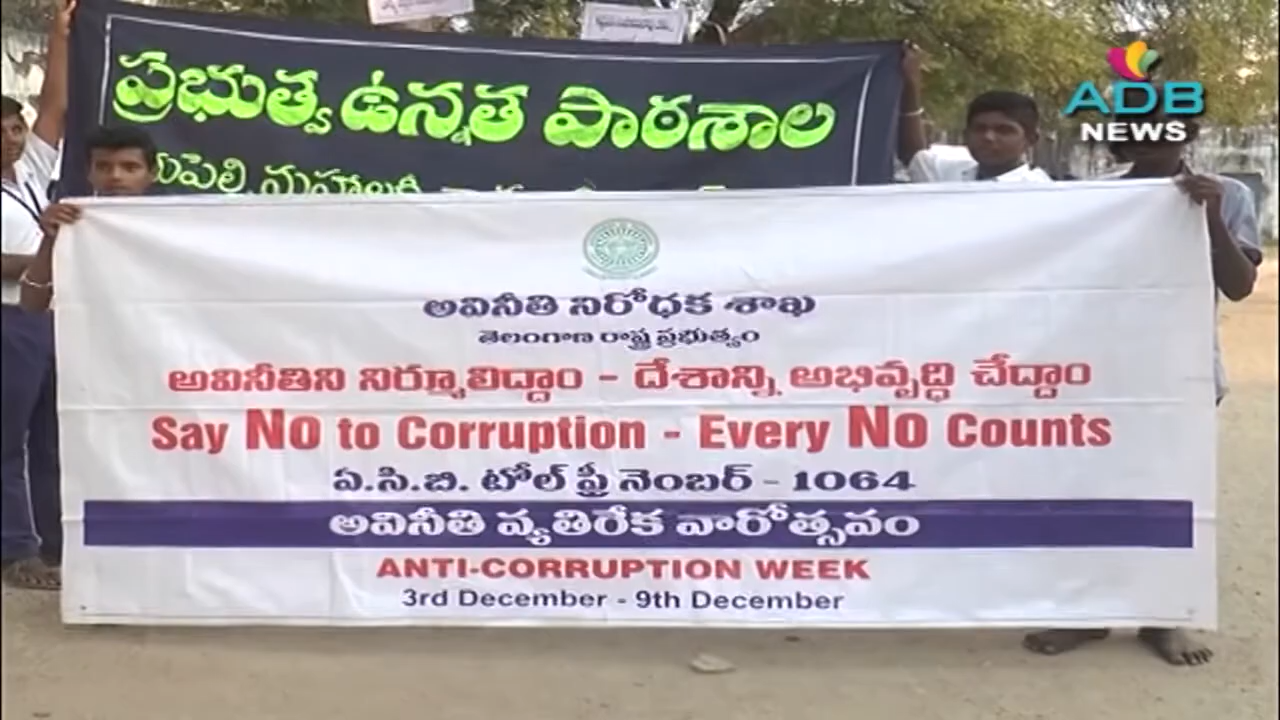 ప్రభుత్వ ఉన్నత పాఠశాల
ADB
NEWS
అవినీతి నిరోధక శాఖ
తెలంగాణ రాష్ట్ర ప్రభుత్వం
అవినీతిని నిర్మూలిద్దాం - దేశాన్ని అభివృద్ధి చేద్దాం
Say NO to Corruption - Every NO Counts
ఏ.సి.బి. టోల్ ఫ్రీ నెంబర్ - 1064
అవినీతి వ్యతిరేక వారోత్సవం
ANTI-CORRUPTION WEEK
3rd December - 9th December